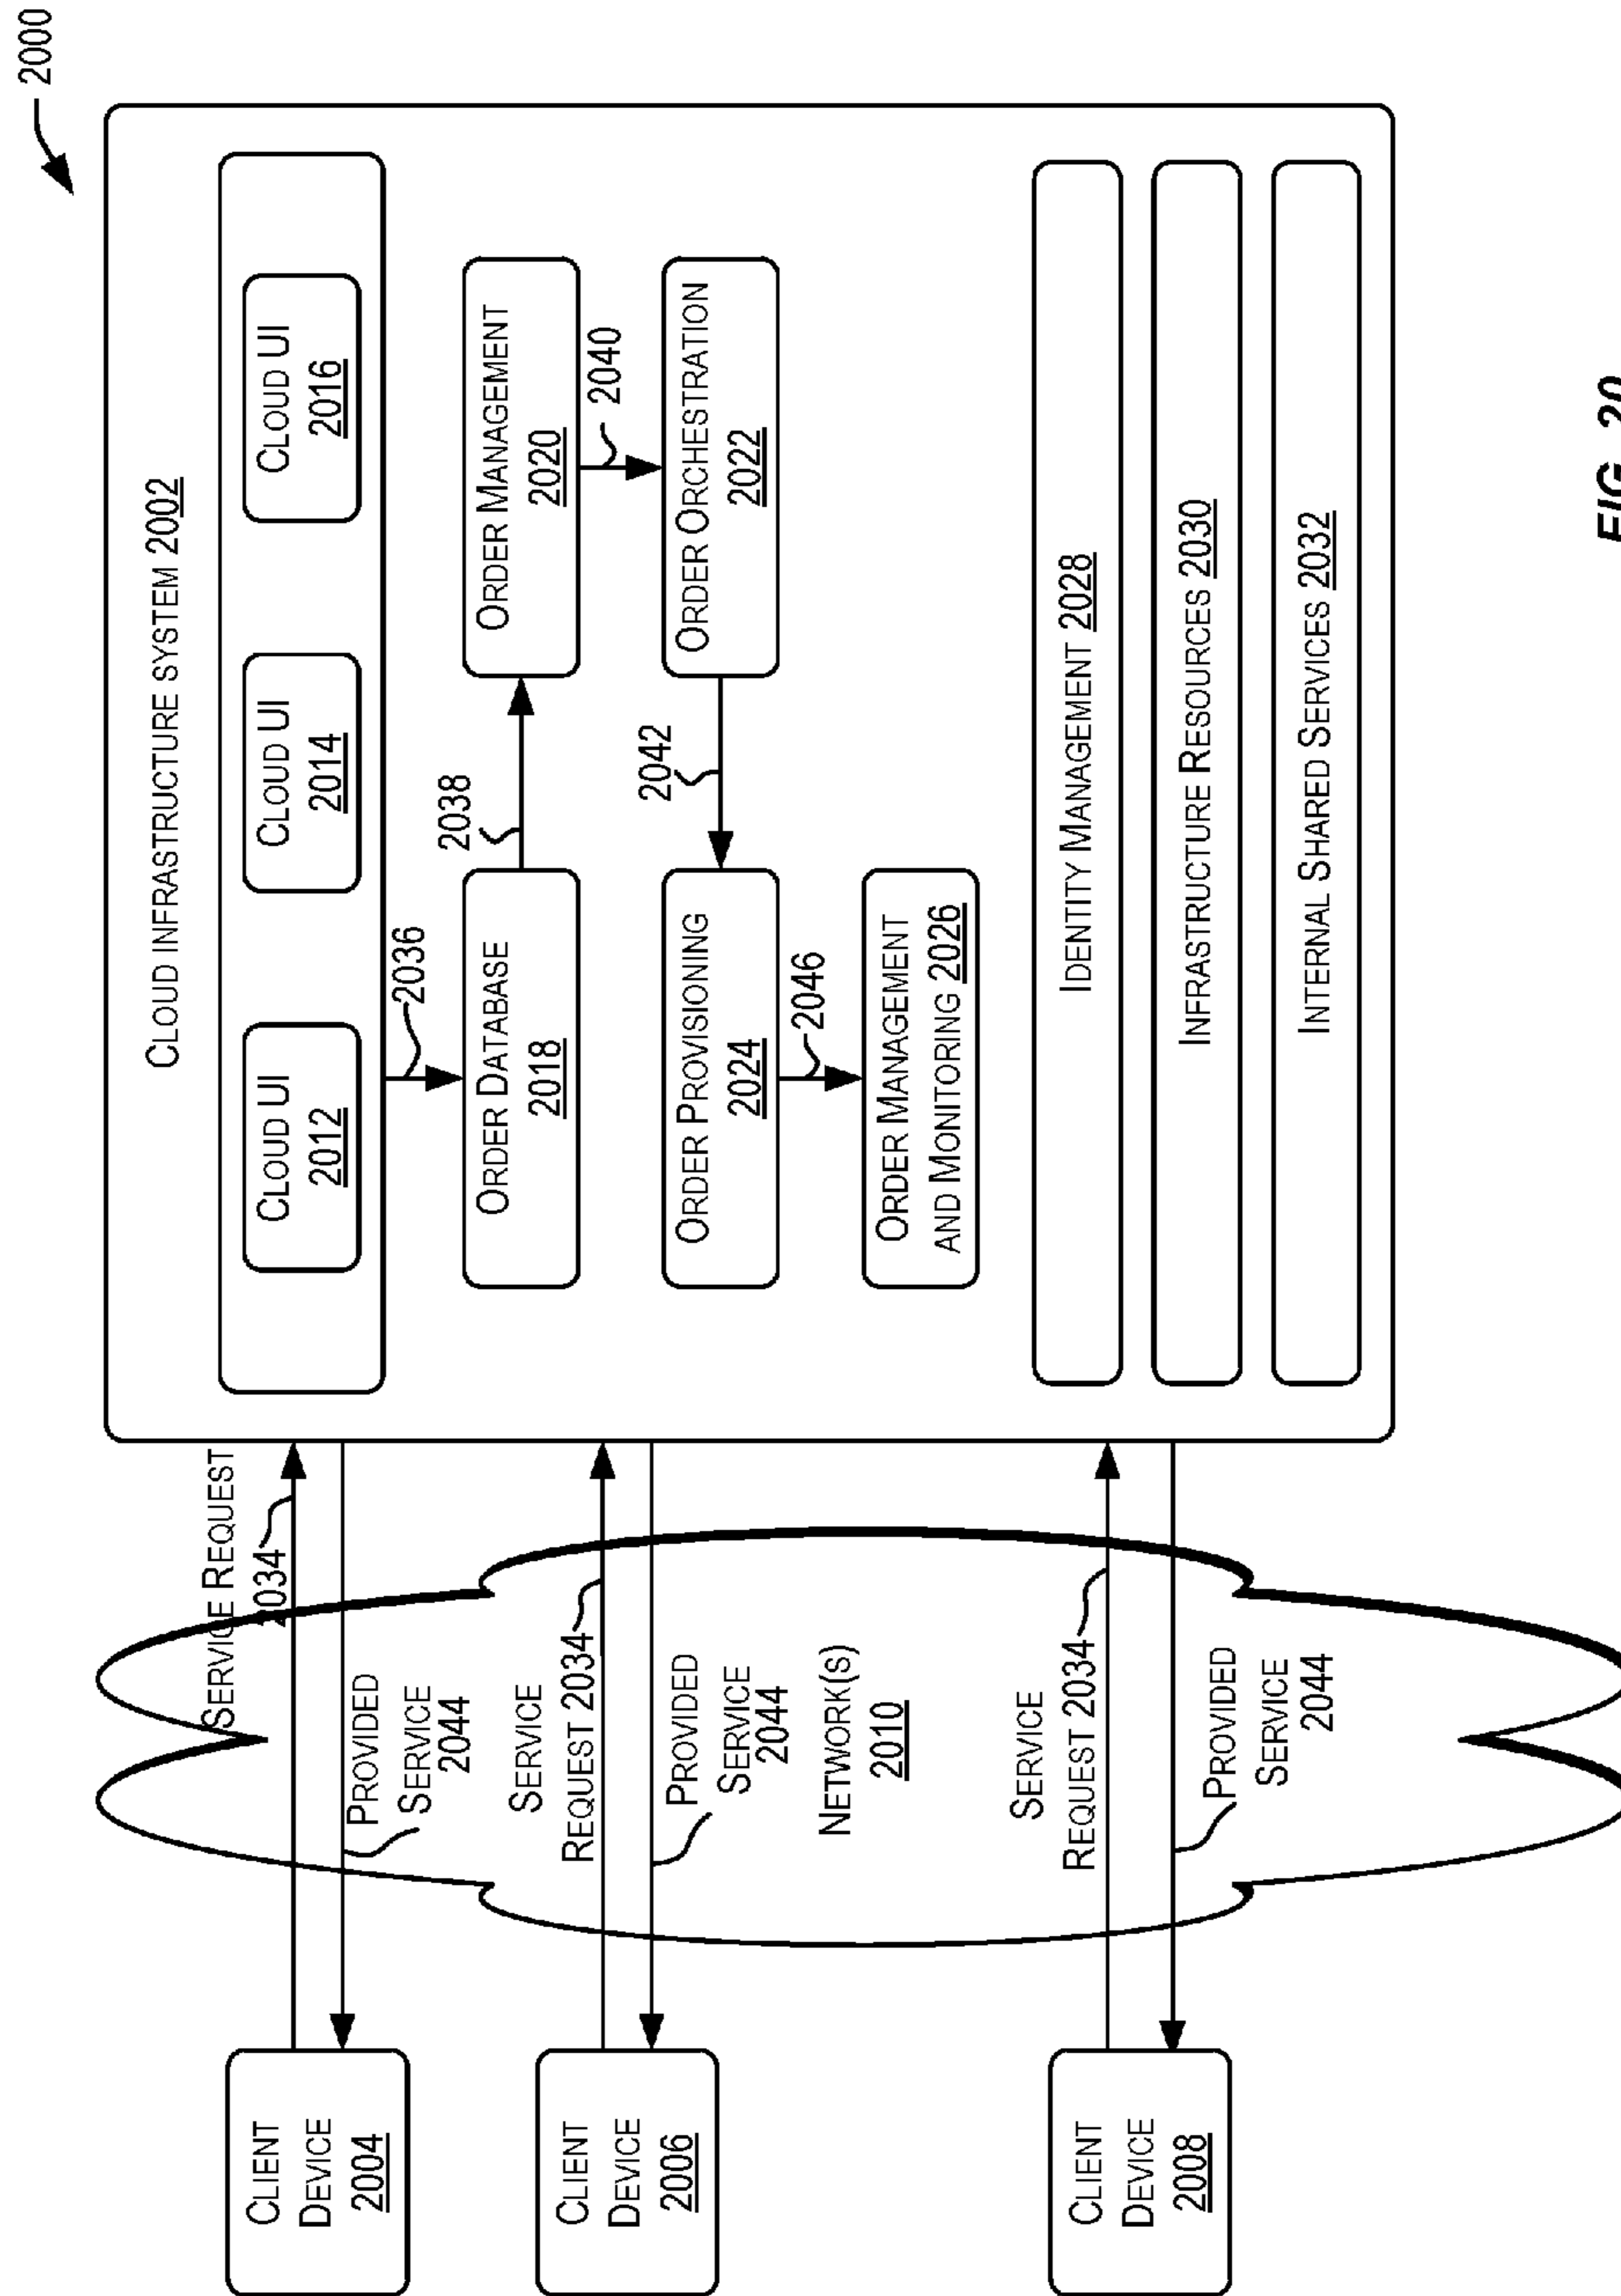 2000
CLOUD INFRASTRUCTURE SYSTEM 2002
CLOUD UI
2012
CLOUD UI
2014
CLOUD UI
2016
2036
ORDER DATABASE
2018
2038
ORDER MANAGEMENT
2020
2040
ORDER PROVISIONING
2024
2042
ORDER ORCHESTRATION
2022
2046
ORDER MANAGEMENT
AND MONITORING 2026
IDENTITY MANAGEMENT 2028
INFRASTRUCTURE RESOURCES 2030
INTERNAL SHARED SERVICES 2032
CLIENT
DEVICE
2004
SERVICE REQUEST
2034
PROVIDED
SERVICE
2044
CLIENT
DEVICE
2006
SERVICE
REQUEST 2034
PROVIDED
SERVICE
2044
NETWORK(S)
2010
CLIENT
DEVICE
2008
SERVICE
REQUEST 2034
PROVIDED
SERVICE
2044
FIG. 20